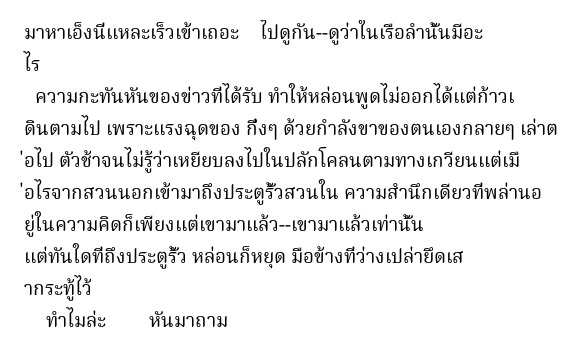 มาหาเอ็งนี่แหละเร็วเข้าเถอะ    ไปดูกัน--ดูว่าในเรือลำนั้นมีอะ
ไร
ความกะทันหันของข่าวที่ได้รับ ทำให้หล่อนพูดไม่ออกได้แต่ก้าวเ
ดินตามไป เพราะแรงฉุดของ กึ่งๆ ด้วยกำลังขาของตนเองกลายๆ เล่าต
่อไป ตัวช้าจนไม่รู้ว่าเหยียบลงไปในปลักโคลนตามทางเกวียนแต่เมื
่อไรจากสวนนอกเข้ามาถึงประตูรั้วสวนใน ความสำนึกเดียวที่พล่านอ
ยู่ในความคิดก็เพียงแต่เขามาแล้ว--เขามาแล้วเท่านั้น
แต่ทันใดที่ถึงประตูรั้ว หล่อนก็หยุด มือข้างที่ว่างเปล่ายึดเส
ากระทู้ไว้
ทำไมล่ะ        หันมาถาม